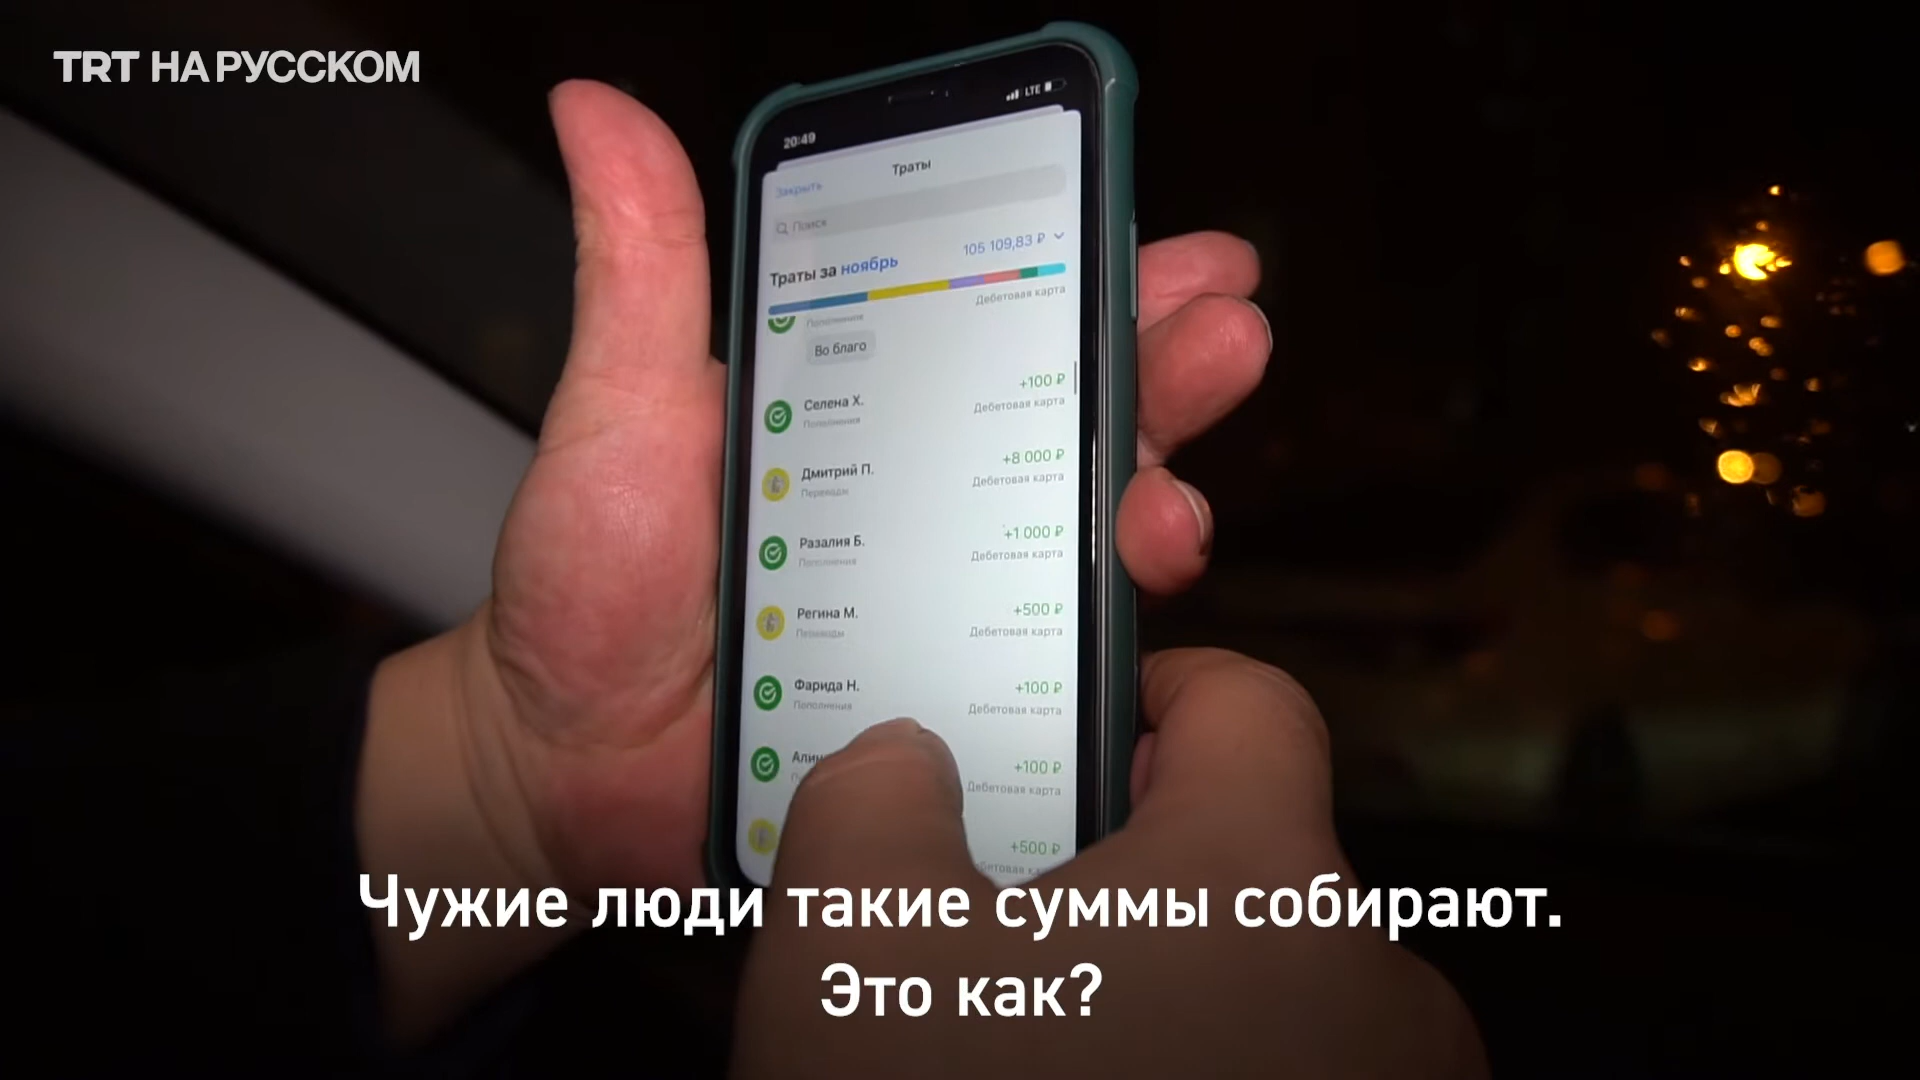 TRT НА РУССКОМ
20:49
LTE
Траты
Закрыть
Поиск
105 109,83 ₽
Траты за ноябрь
Дебетовая карта
Пополнения
Во благо
+100 ₽
Селена Х.
Дебетовая карта
Пополнения
+8 000 ₽
Дмитрий П.
Дебетовая карта
Переводы
+1 000 ₽
Разалия Б.
Дебетовая карта
Пополнения
+500 ₽
Регина М.
Дебетовая карта
Переводы
+100 ₽
Фарида Н.
Дебетовая карта
Пополнения
+100 ₽
Алин
Дебетовая карта
+500 ₽
Чужие люди такие суммы собирают.
Это как?